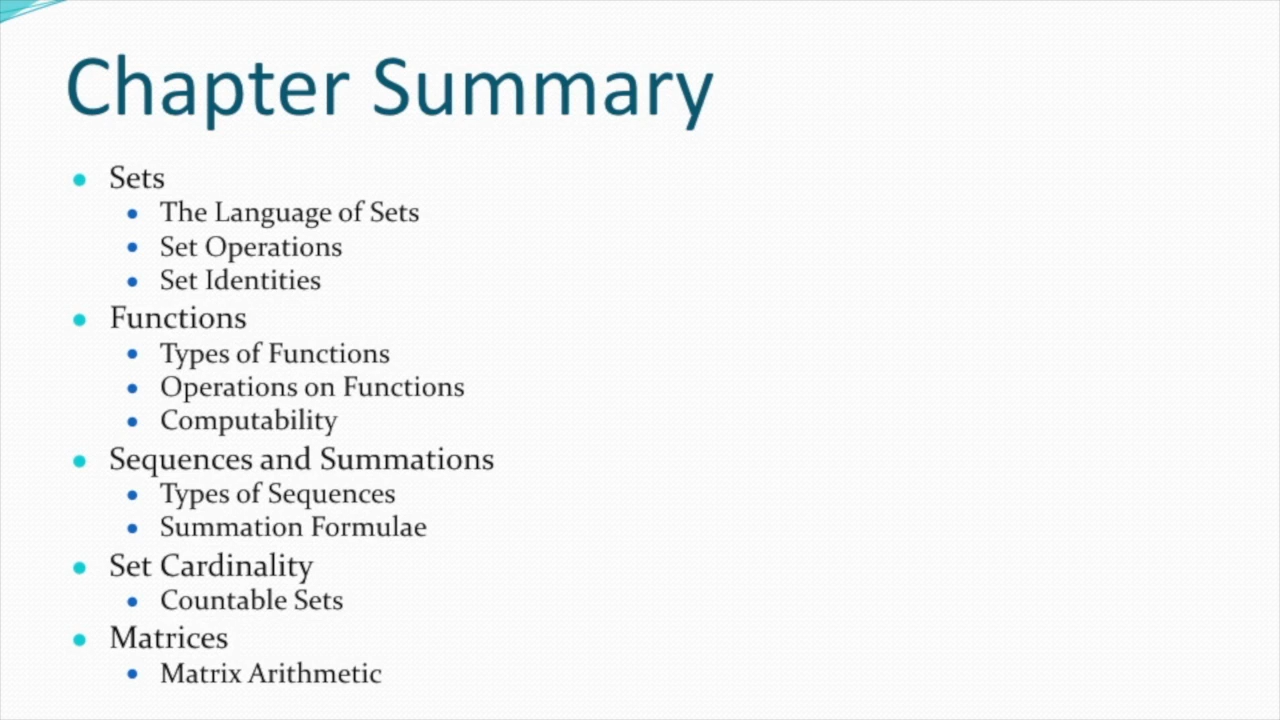 Chapter Summary
Sets
The Language of Sets
Set Operations
Set Identities
Functions
Types of Functions
Operations on Functions
Computability
Sequences and Summations
Types of Sequences
Summation Formulae
Set Cardinality
Countable Sets
Matrices
Matrix Arithmetic